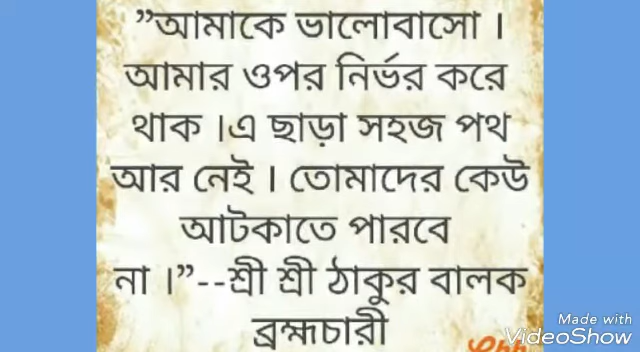 ”আমাকে ভালোবাসো ।
আমার ওপর নির্ভর করে
থাক ।এ ছাড়া সহজ পথ
আর নেই । তোমাদের কেউ
আটকাতে পারবে
না ।”--শ্রী শ্রী ঠাকুর বালক
ব্রহ্মচারী
Made with
VideoShow